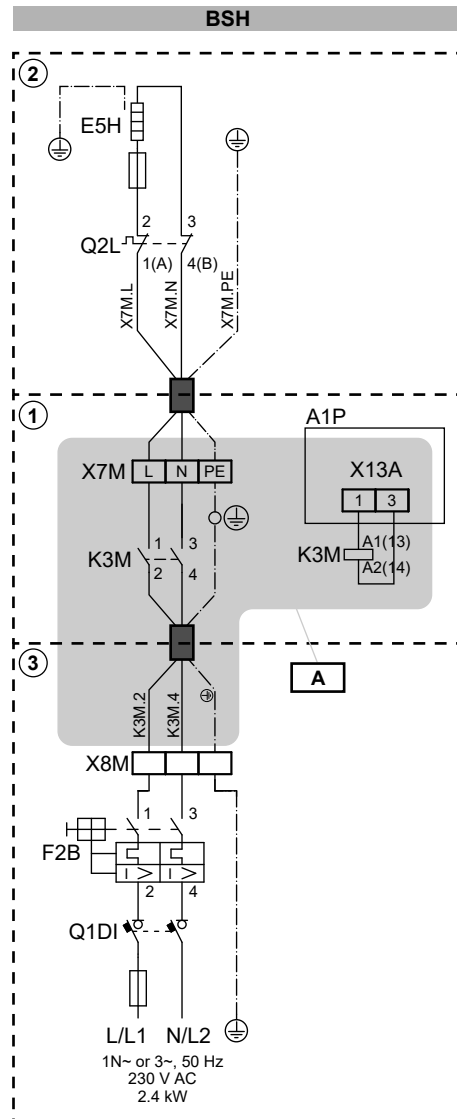 BSH
2
E5H
2 3
Q2L
1(A) 4(B)
X7M.L X7M.N X7M.PE
1
A1P
X7M L N PE
X13A
1 3
1 3
K3M
2 4
K3M A1(13)
A2(14)
3
A
K3M.2 K3M.4
X8M
1 3
F2B
I > I >
2 4
Q1DI
L/L1 N/L2
1N~ or 3~, 50 Hz
230 V AC
2.4 kW